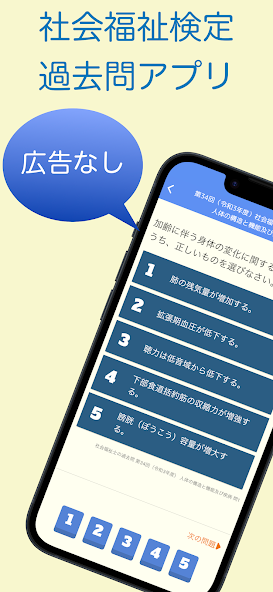 社会福祉検定
過去問アプリ
広告なし
第34回（令和3年度）社会福
人体の構造と機能及び
加齢に伴う身体の変化に関する
うち、正しいものを選びなさい。
1 肺の残気量が増加する。
2 拡張期血圧が低下する。
3 聴力は低音域から低下する。
4 下部食道括約筋の収縮力が増強す
る。
5 膀胱（ぼうこう）容量が増大す
る。
社会福祉士の過去問 第34回（令和3年度） 人体の構造と機能及び疾病 問1
次の問題
1 2 3 4 5